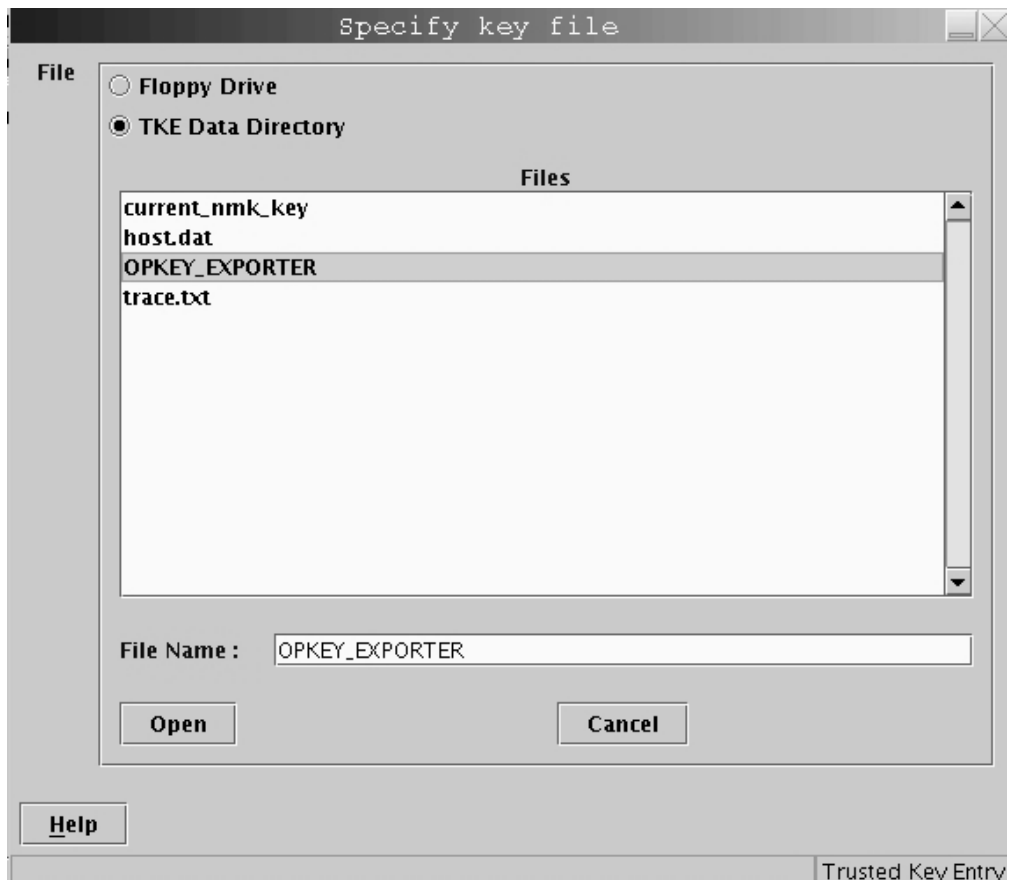 Specify key file
File
Floppy Drive
TKE Data Directory
Files
current_nmk_key
host.dat
OPKEY_EXPORTER
trace.txt
File Name : OPKEY_EXPORTER
Open Cancel
Help
Trusted Key Entry